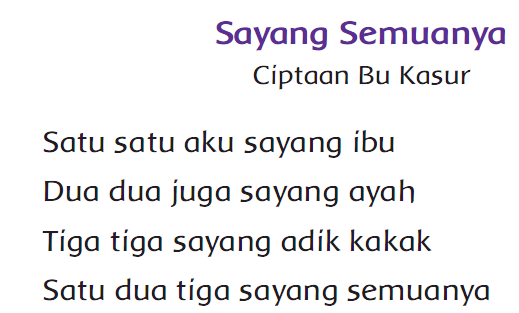 Sayang Semuanya
Ciptaan Bu Kasur
Satu satu aku sayang ibu
Dua dua juga sayang ayah
Tiga tiga sayang adik kakak
Satu dua tiga sayang semuanya